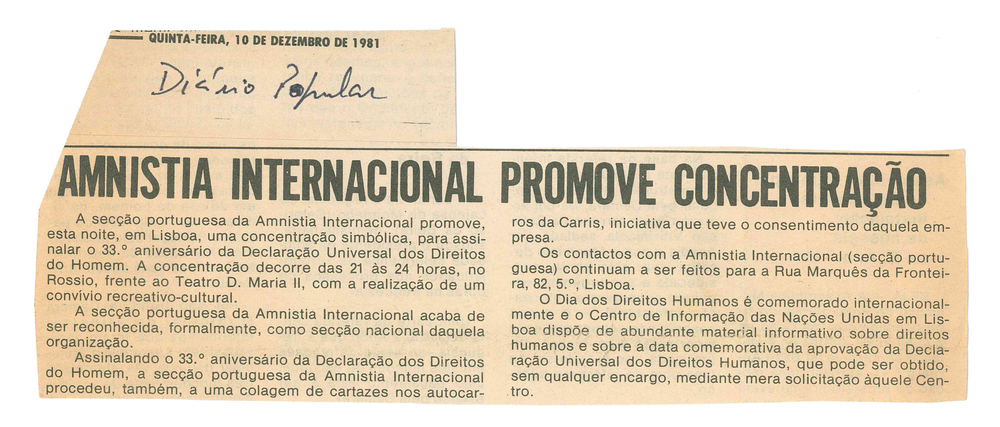 QUINTA-FEIRA, 10 DE DEZEMBRO DE 1981
Diário Popular
AMNISTIA INTERNACIONAL PROMOVE CONCENTRAÇÃO
A secção portuguesa da Amnistia Internacional promove,
esta noite, em Lisboa, uma concentração simbólica, para assi-
nalar o 33.º aniversário da Declaração Universal dos Direitos
do Homem. A concentração decorre das 21 às 24 horas, no
Rossio, frente ao Teatro D. Maria II, com a realização de um
convívio recreativo-cultural.
A secção portuguesa da Amnistia Internacional acaba de
ser reconhecida, formalmente, como secção nacional daquela
organização.
Assinalando o 33.º aniversário da Declaração dos Direitos
do Homem, a secção portuguesa da Amnistia Internacional
procedeu, também, a uma colagem de cartazes nos autocar-
ros da Carris, iniciativa que teve o consentimento daquela em-
presa.
Os contactos com a Amnistia Internacional (secção portu-
guesa) continuam a ser feitos para a Rua Marquês da Frontei-
ra, 82, 5.º, Lisboa.
O Dia dos Direitos Humanos é comemorado internacional-
mente e o Centro de Informação das Nações Unidas em Lis-
boa dispõe de abundante material informativo sobre direitos
humanos e sobre a data comemorativa da aprovação da Decla-
ração Universal dos Direitos Humanos, que pode ser obtido,
sem qualquer encargo, mediante mera solicitação àquele Cen-
tro.